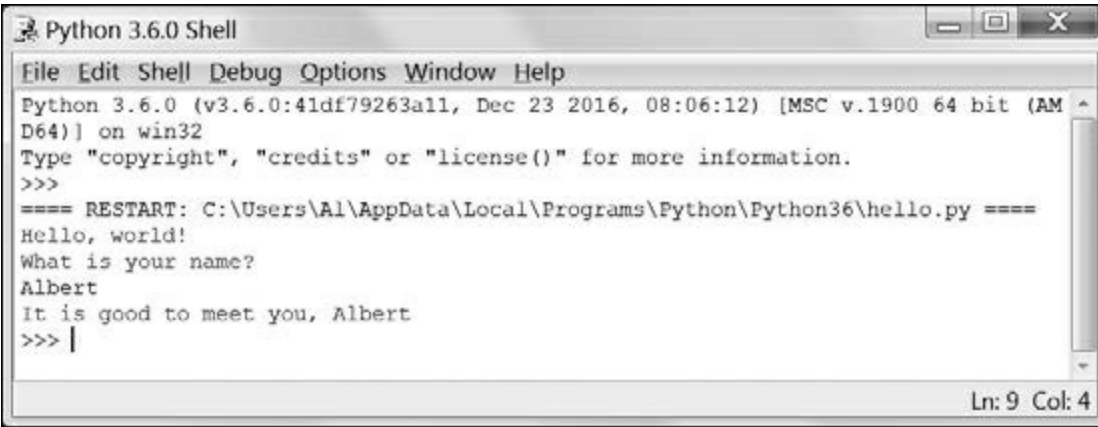 Python 3.6.0 Shell
File Edit Shell Debug Options Window Help
Python 3.6.0 (v3.6.0:41df79263a11, Dec 23 2016, 08:06:12) [MSC v.1900 64 bit (AM
D64)] on win32
Type "copyright", "credits" or "license()" for more information.
>>>
==== RESTART: C:\Users\Al\AppData\Local\Programs\Python\Python36\hello.py ====
Hello, world!
What is your name?
Albert
It is good to meet you, Albert
>>>
Ln: 9 Col: 4